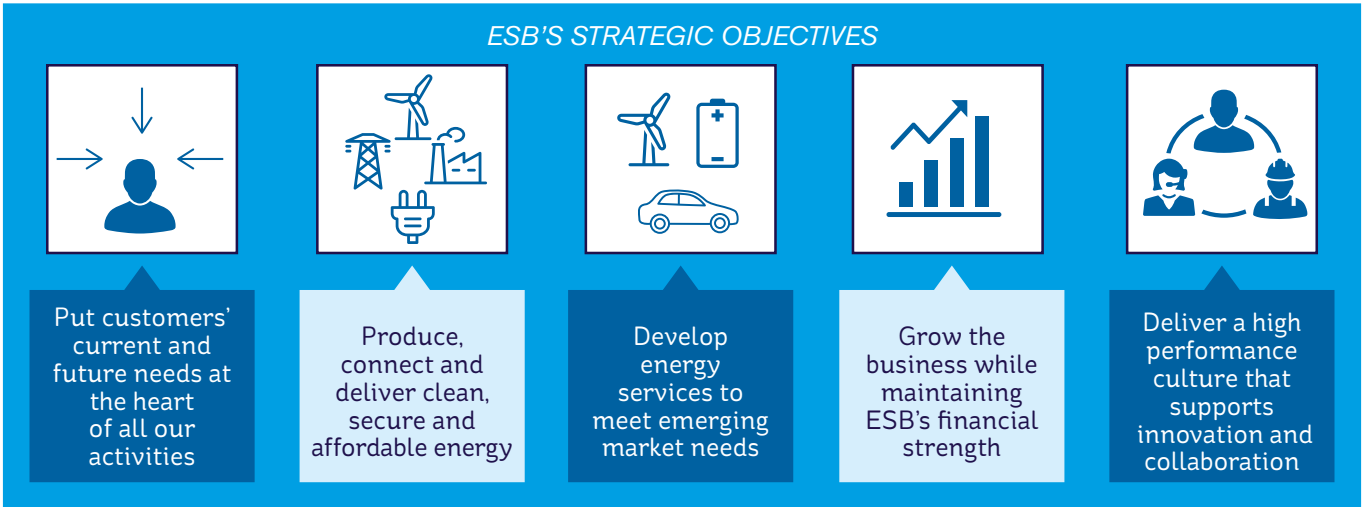 ESB'S STRATEGIC OBJECTIVES
Put customers'
current and
future needs at
the heart
of all our
activities
Produce,
connect and
deliver clean,
secure and
affordable energy
Develop
energy
services to
meet emerging
market needs
Grow the
business while
maintaining
ESB's financial
strength
Deliver a high
performance
culture that
supports
innovation and
collaboration